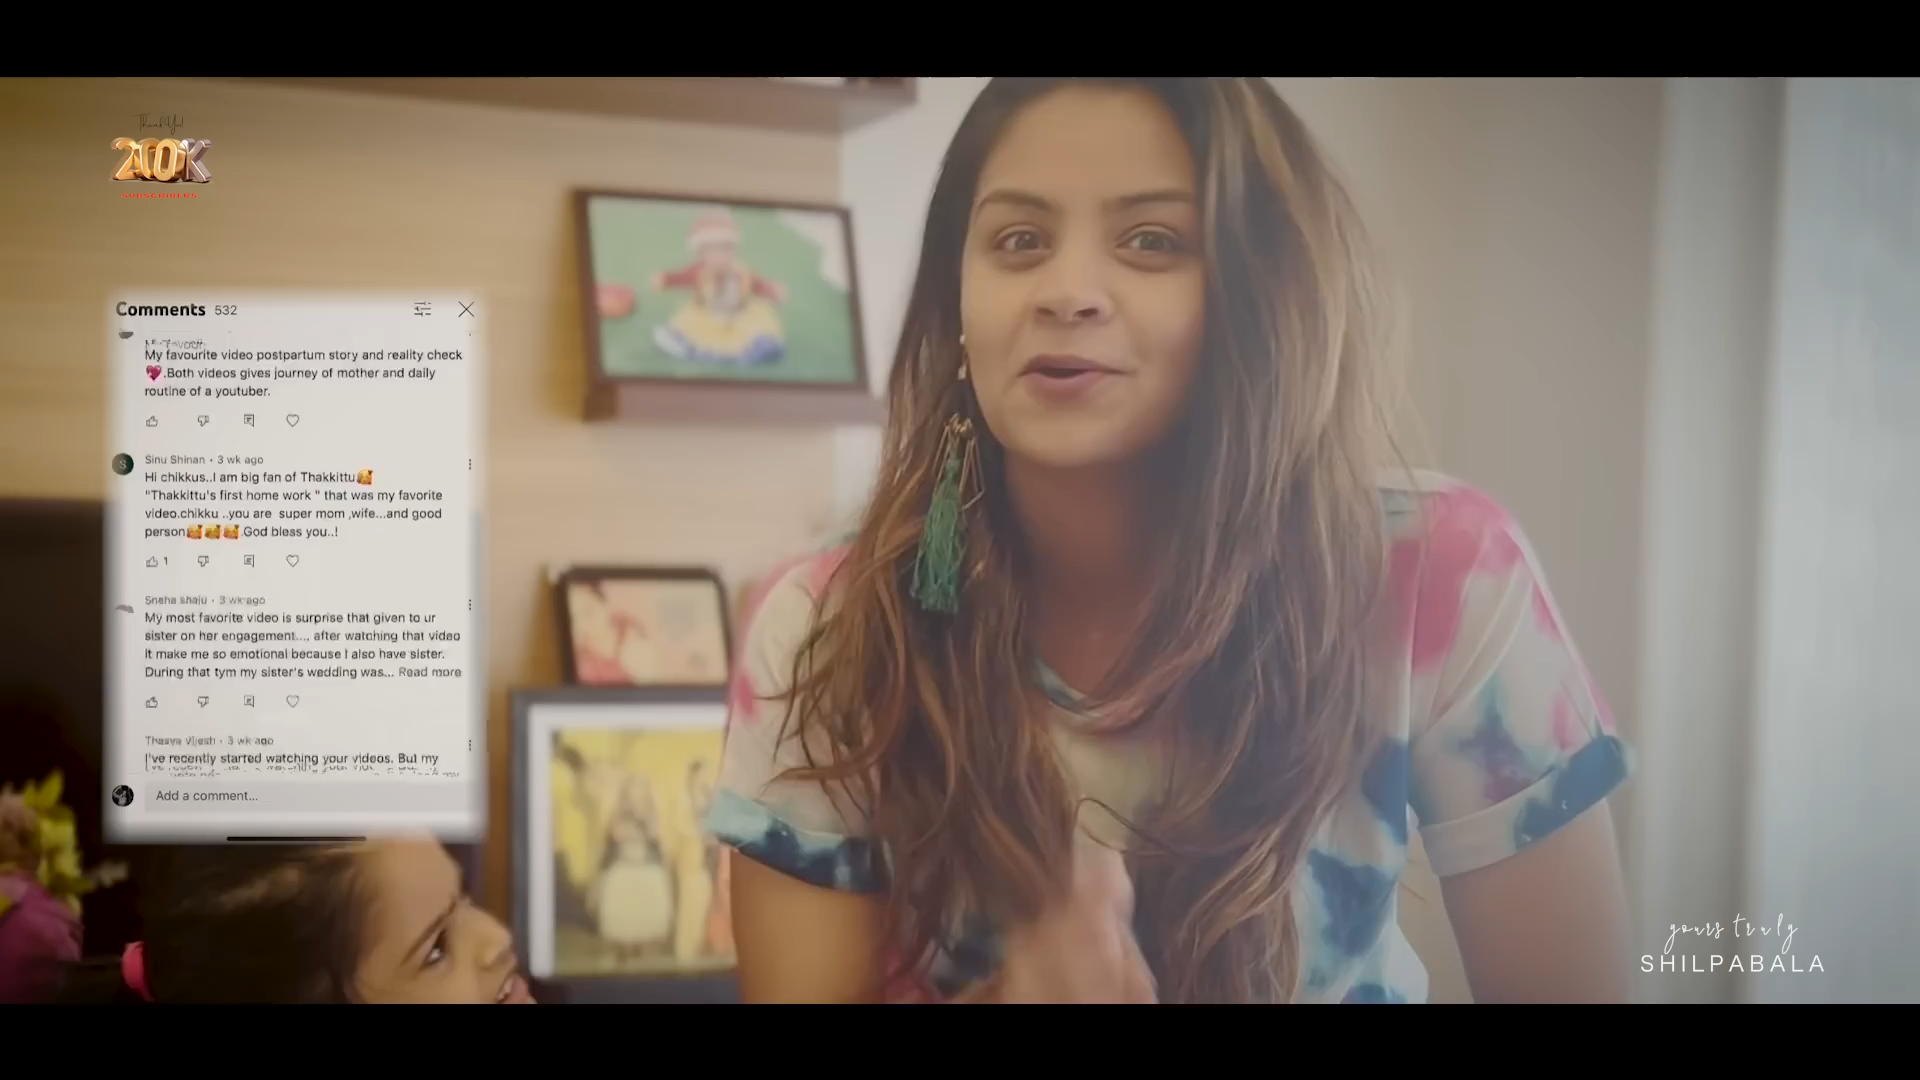 Thank You!
200K
SUBSCRIBERS
Comments 532
My favourite video postpartum story and reality check
💖.Both videos gives journey of mother and daily
routine of a youtuber.
S
Sinu Shinan • 3 wk ago
Hi chikkus..I am big fan of Thakkittu🥰
"Thakkittu's first home work " that was my favorite
video.chikku ..you are super mom ,wife...and good
person🥰🥰🥰.God bless you..!
1
Sneha shaju • 3 wk ago
My most favorite video is surprise that given to ur
sister on her engagement..., after watching that video
it make me so emotional because I also have sister.
During that tym my sister's wedding was... Read more
Thasya Vijesh • 3 wk ago
I've recently started watching your videos. But my
Add a comment...
yours truly
SHILPABALA